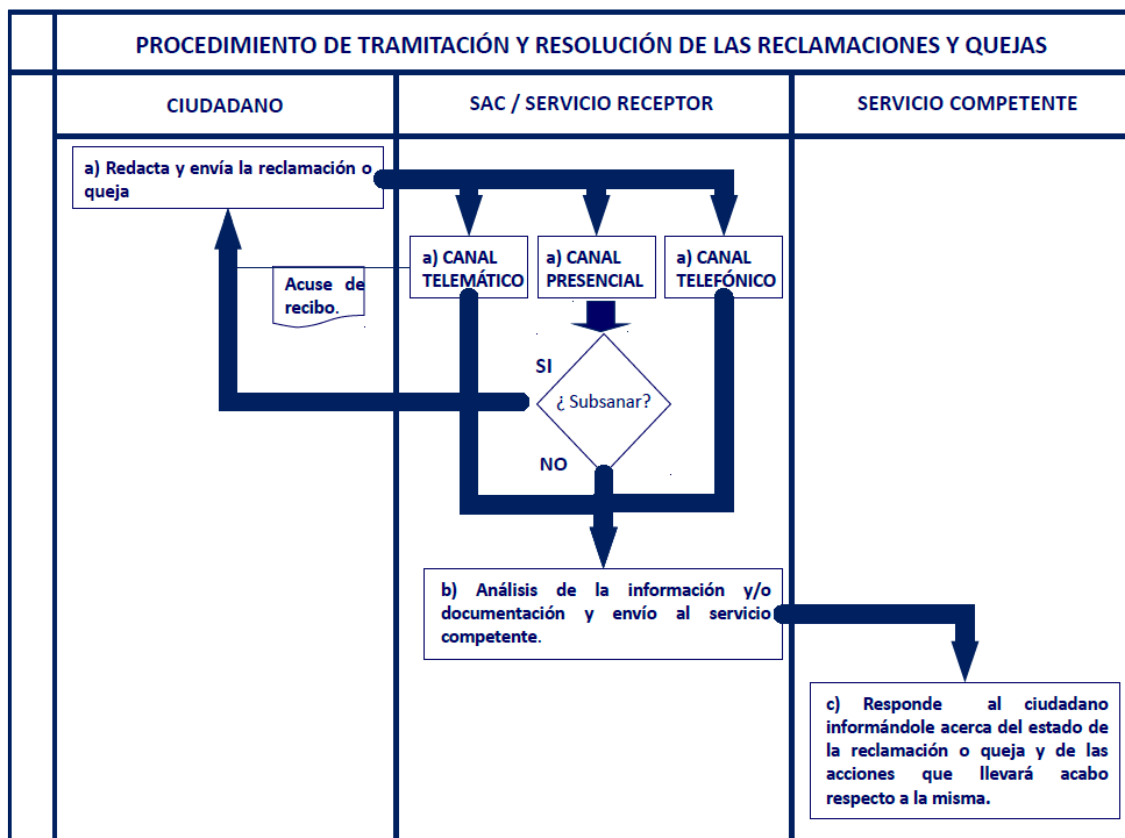 PROCEDIMIENTO DE TRAMITACIÓN Y RESOLUCIÓN DE LAS RECLAMACIONES Y QUEJAS
CIUDADANO
SAC / SERVICIO RECEPTOR
SERVICIO COMPETENTE
a) Redacta y envía la reclamación o
queja
a) CANAL
TELEMÁTICO
a) CANAL
PRESENCIAL
a) CANAL
TELEFÓNICO
Acuse de
recibo.
SI
¿ Subsanar?
NO
b) Análisis de la información y/o
documentación y envío al servicio
competente.
c) Responde al ciudadano
informándole acerca del estado de
la reclamación o queja y de las
acciones que llevará acabo
respecto a la misma.